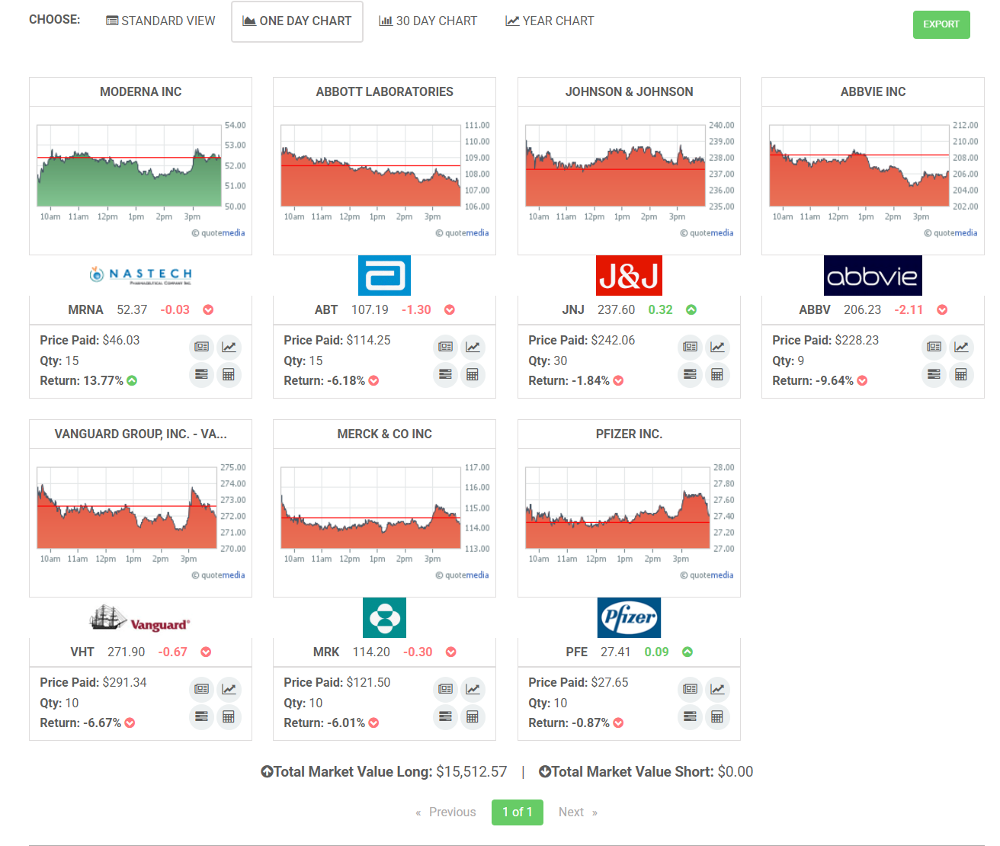 CHOOSE: STANDARD VIEW ONE DAY CHART 30 DAY CHART YEAR CHART EXPORT
MODERNA INC
54.00
53.00
52.00
51.00
50.00
10am 11am 12pm 1pm 2pm 3pm
© quotemedia
NASTECH
PHARMACEUTICAL COMPANY INC.
MRNA 52.37 -0.03
Price Paid: $46.03
Qty: 15
Return: 13.77%
ABBOTT LABORATORIES
111.00
110.00
109.00
108.00
107.00
106.00
10am 11am 12pm 1pm 2pm 3pm
© quotemedia
ABT 107.19 -1.30
Price Paid: $114.25
Qty: 15
Return: -6.18%
JOHNSON & JOHNSON
240.00
239.00
238.00
237.00
236.00
235.00
10am 11am 12pm 1pm 2pm 3pm
© quotemedia
J&J
JNJ 237.60 0.32
Price Paid: $242.06
Qty: 30
Return: -1.84%
ABBVIE INC
212.00
210.00
208.00
206.00
204.00
202.00
10am 11am 12pm 1pm 2pm 3pm
© quotemedia
abbvie
ABBV 206.23 -2.11
Price Paid: $228.23
Qty: 9
Return: -9.64%
VANGUARD GROUP, INC. - VA...
275.00
274.00
273.00
272.00
271.00
270.00
10am 11am 12pm 1pm 2pm 3pm
© quotemedia
Vanguard®
VHT 271.90 -0.67
Price Paid: $291.34
Qty: 10
Return: -6.67%
MERCK & CO INC
117.00
116.00
115.00
114.00
113.00
10am 11am 12pm 1pm 2pm 3pm
© quotemedia
MRK 114.20 -0.30
Price Paid: $121.50
Qty: 10
Return: -6.01%
PFIZER INC.
28.00
27.80
27.60
27.40
27.20
27.00
10am 11am 12pm 1pm 2pm 3pm
© quotemedia
Pfizer
PFE 27.41 0.09
Price Paid: $27.65
Qty: 10
Return: -0.87%
Total Market Value Long: $15,512.57 | Total Market Value Short: $0.00
« Previous 1 of 1 Next »